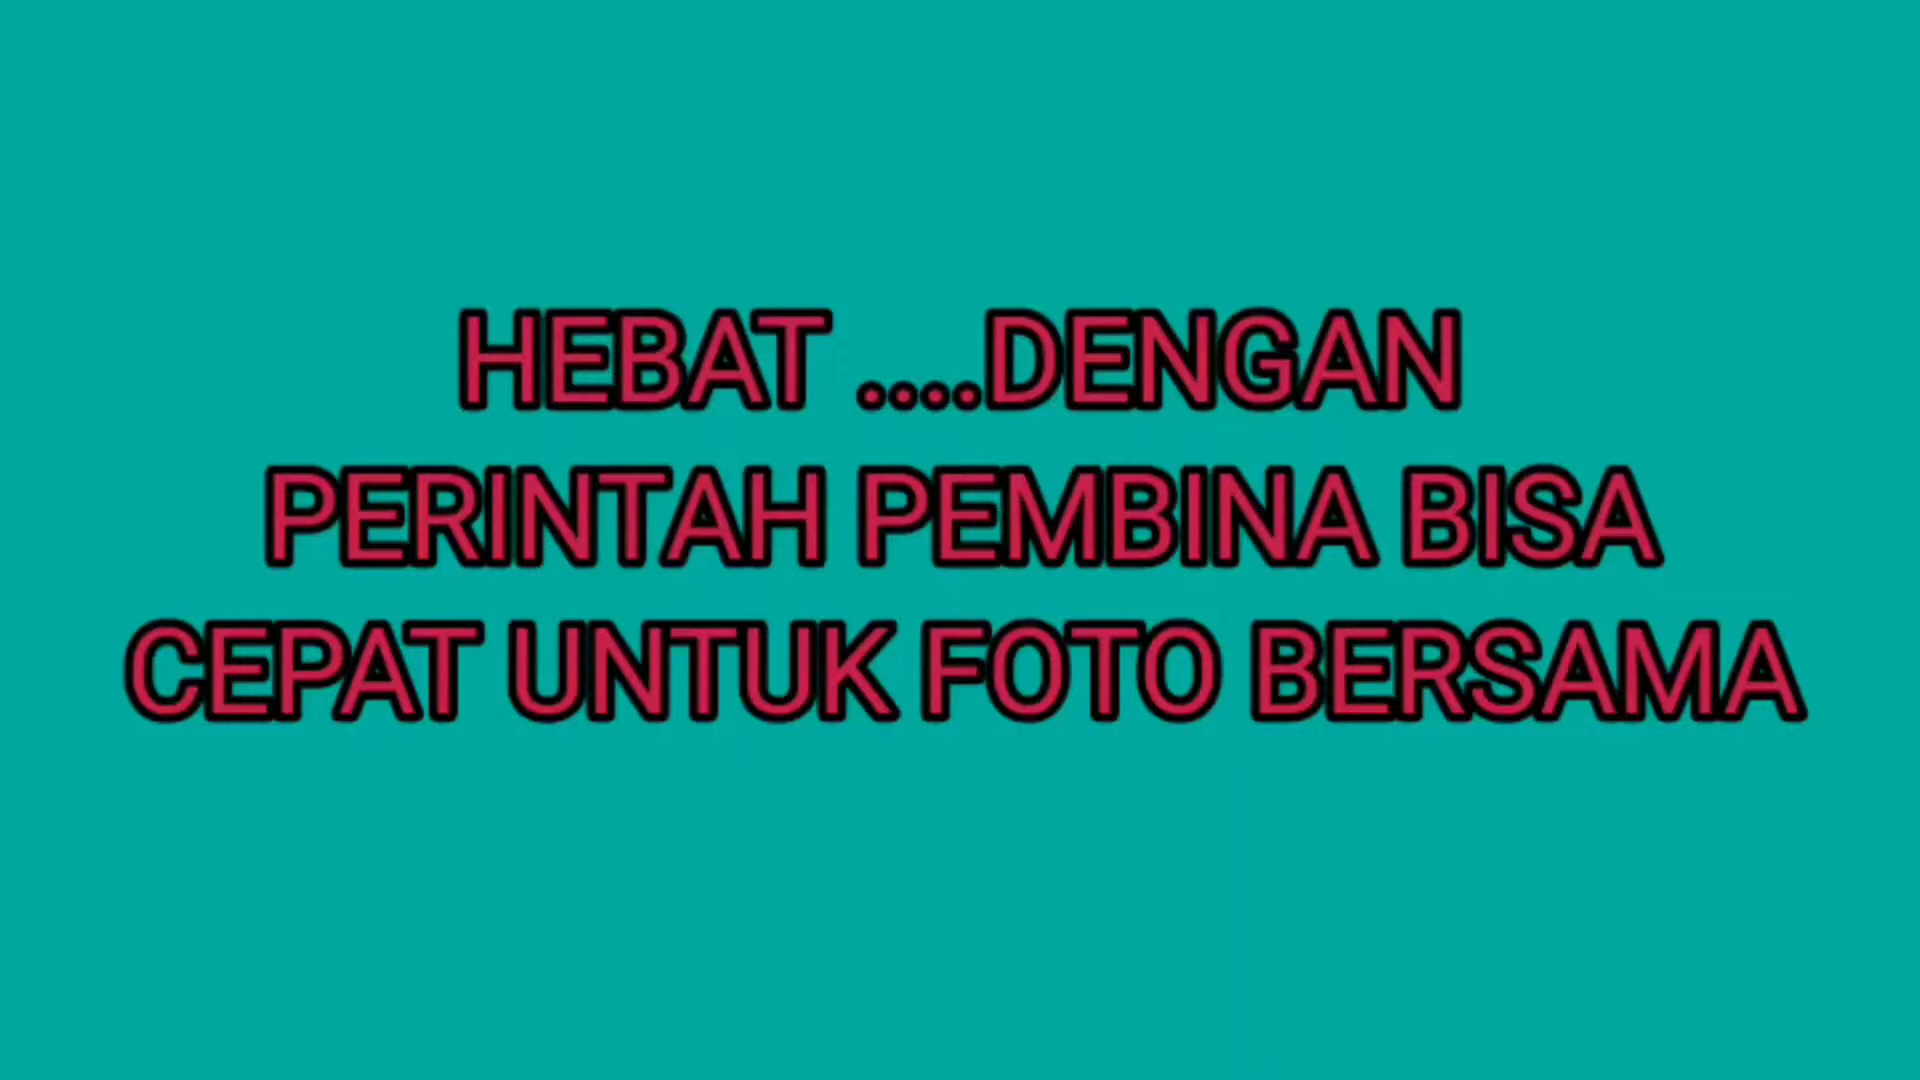 HEBAT ....DENGAN
PERINTAH PEMBINA BISA
CEPAT UNTUK FOTO BERSAMA